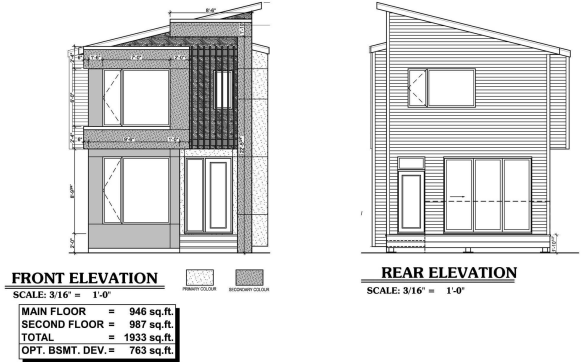 8'-6"
FRONT ELEVATION
SCALE: 3/16" = 1'-0"
PRIMARY COLOUR
SECONDARY COLOUR
MAIN FLOOR = 946 sq.ft.
SECOND FLOOR = 987 sq.ft.
TOTAL = 1933 sq.ft.
OPT. BSMT. DEV. = 763 sq.ft.
REAR ELEVATION
SCALE: 3/16" = 1'-0"